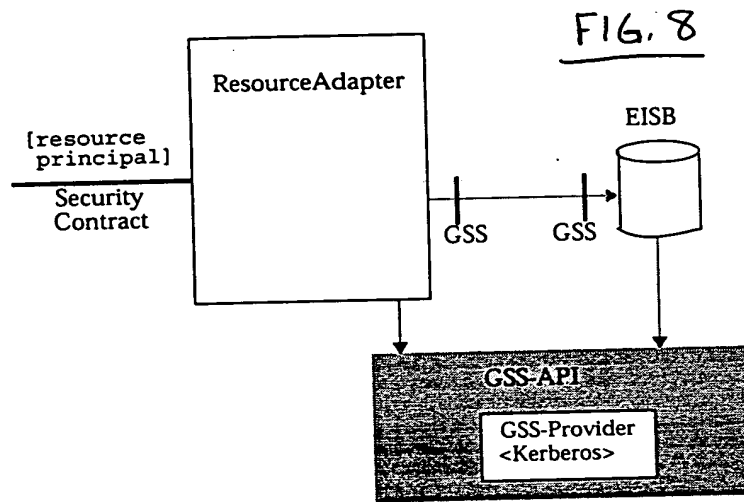 FIG. 8
ResourceAdapter
EISB
[resource
principal]
Security
Contract
GSS
GSS
GSS-API
GSS-Provider
<Kerberos>